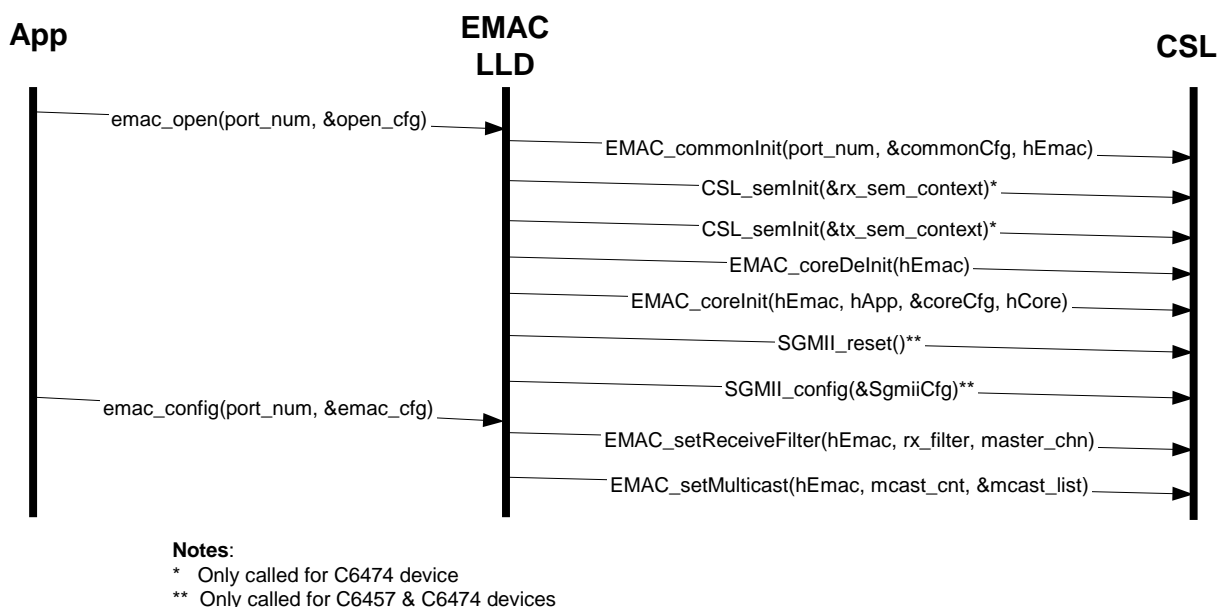 App
EMAC
LLD
CSL
emac_open(port_num, &open_cfg)
EMAC_commonInit(port_num, &commonCfg, hEmac)
CSL_semInit(&rx_sem_context)*
CSL_semInit(&tx_sem_context)*
EMAC_coreDeInit(hEmac)
EMAC_coreInit(hEmac, hApp, &coreCfg, hCore)
SGMII_reset()**
SGMII_config(&SgmiiCfg)**
emac_config(port_num, &emac_cfg)
EMAC_setReceiveFilter(hEmac, rx_filter, master_chn)
EMAC_setMulticast(hEmac, mcast_cnt, &mcast_list)
Notes:
* Only called for C6474 device
** Only called for C6457 & C6474 devices